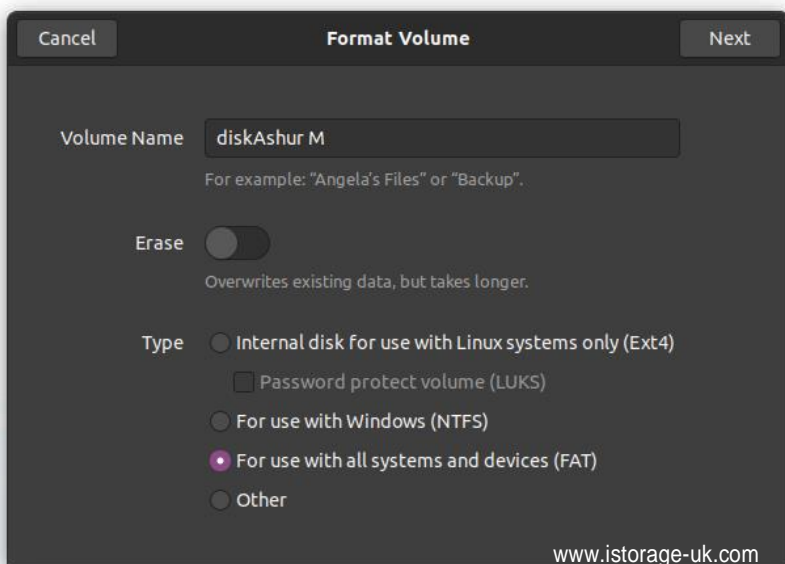 Cancel Format Volume Next
Volume Name diskAshur M
For example: “Angela’s Files” or “Backup”.
Erase
Overwrites existing data, but takes longer.
Type Internal disk for use with Linux systems only (Ext4)
Password protect volume (LUKS)
For use with Windows (NTFS)
For use with all systems and devices (FAT)
Other
www.istorage-uk.com